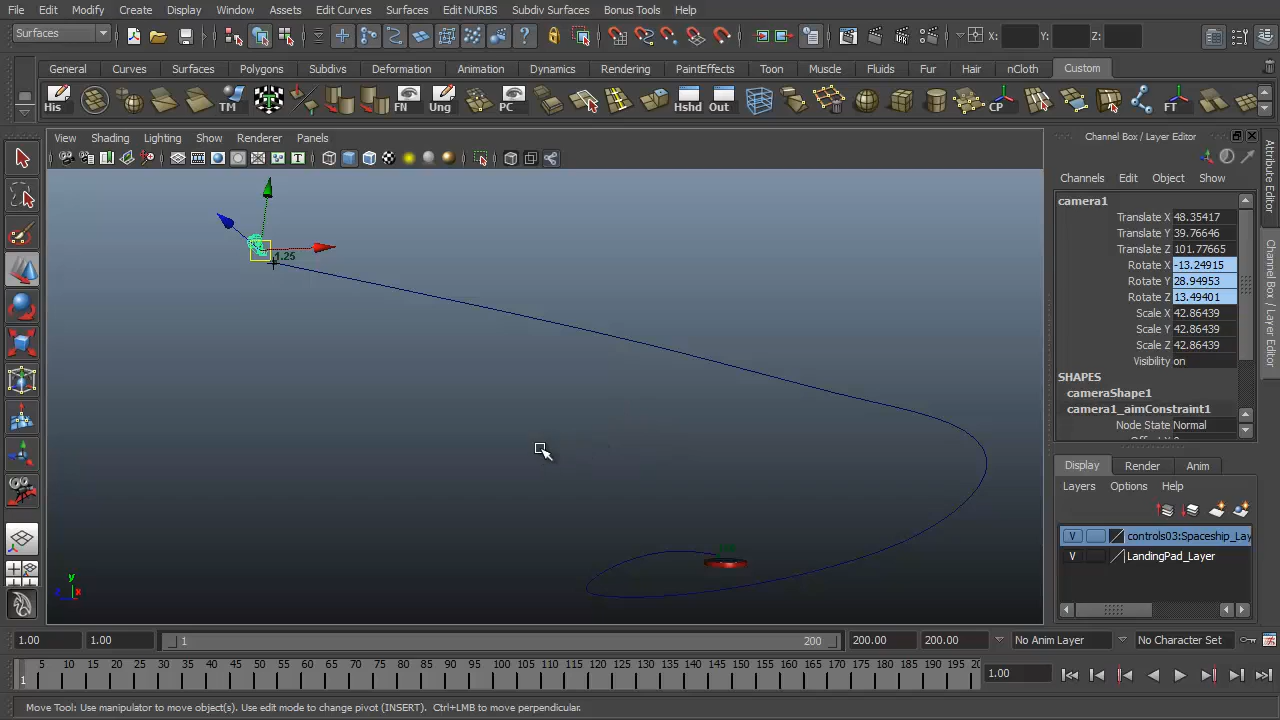 File Edit Modify Create Display Window Assets Edit Curves Surfaces Edit NURBS Subdiv Surfaces Bonus Tools Help
Surfaces X: Y: Z:
General Curves Surfaces Polygons Subdivs Deformation Animation Dynamics Rendering PaintEffects Toon Muscle Fluids Fur Hair nCloth Custom
His TM FN Ung PC Hshd Out CP FT
View Shading Lighting Show Renderer Panels
Channel Box / Layer Editor
Channels Edit Object Show
camera1
Translate X 48.35417
Translate Y 39.76646
Translate Z 101.77665
Rotate X -13.24915
Rotate Y 28.94953
Rotate Z 13.49401
Scale X 42.86439
Scale Y 42.86439
Scale Z 42.86439
Visibility on
SHAPES
cameraShape1
camera1_aimConstraint1
Node State Normal
Attribute Editor
Channel Box / Layer Editor
1.25
y
x
Display Render Anim
Layers Options Help
V controls03:Spaceship_Lay
V LandingPad_Layer
1.00 1.00 1 200 200.00 200.00 No Anim Layer No Character Set
5 10 15 20 25 30 35 40 45 50 55 60 65 70 75 80 85 90 95 100 105 110 115 120 125 130 135 140 145 150 155 160 165 170 175 180 185 190 195
1 1.00
Move Tool: Use manipulator to move object(s). Use edit mode to change pivot (INSERT). Ctrl+LMB to move perpendicular.